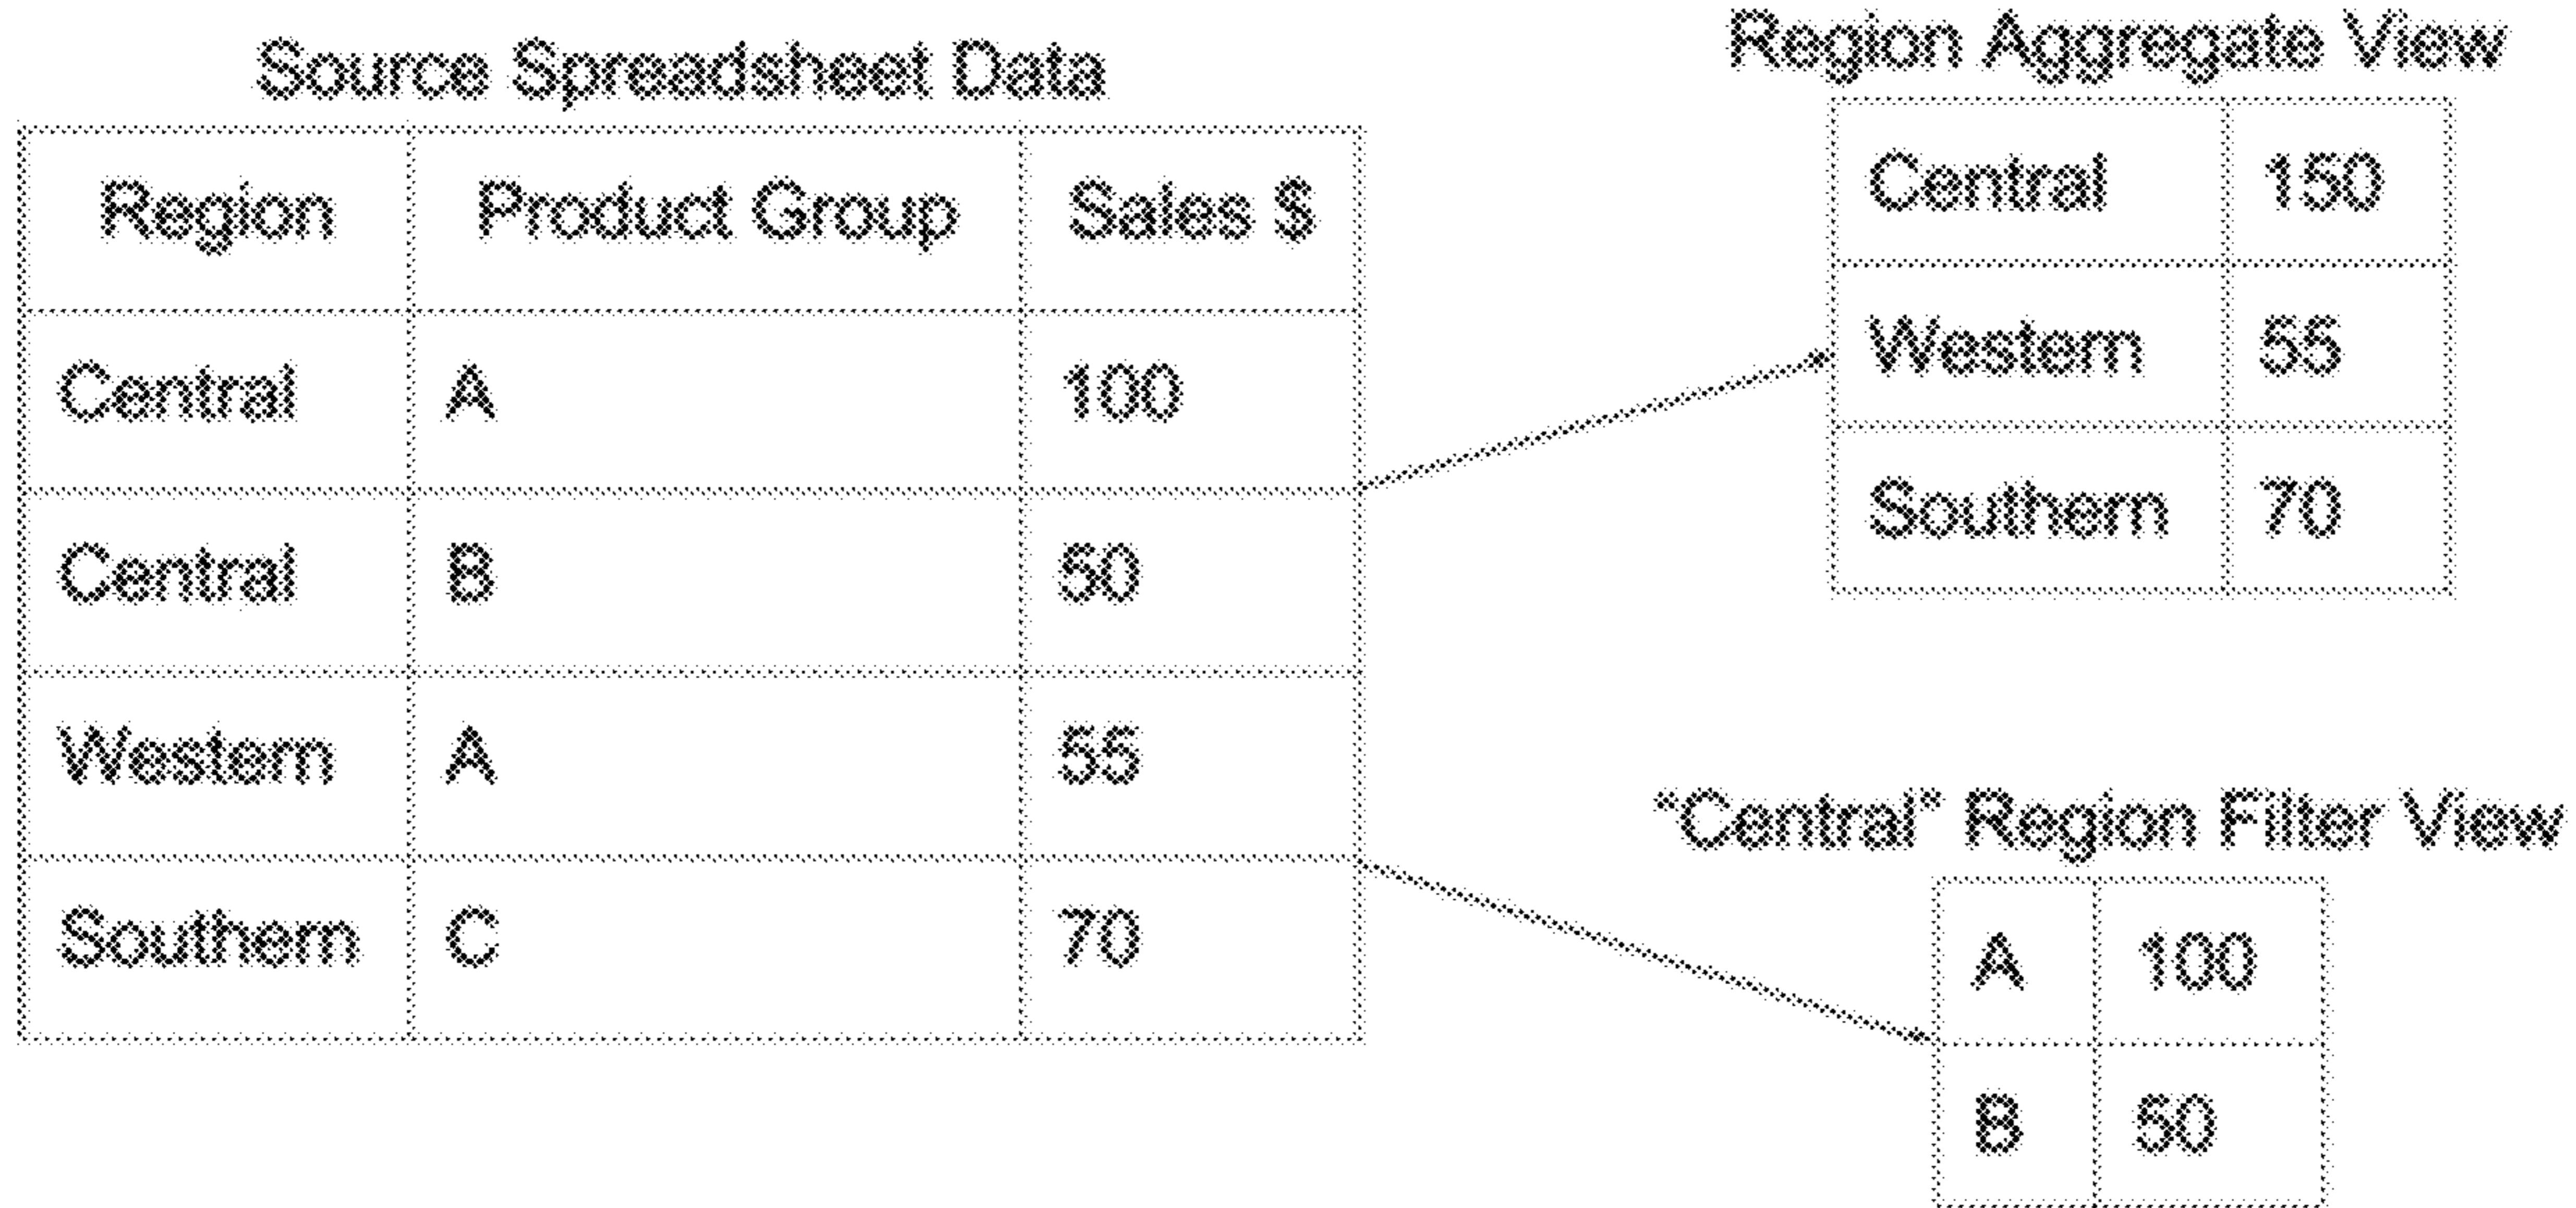 Source Spreadsheet Data
Region Product Group Sales $
Central A 100
Central B 50
Western A 55
Southern C 70
Region Aggregate View
Central 150
Western 55
Southern 70
“Central” Region Filter View
A 100
B 50